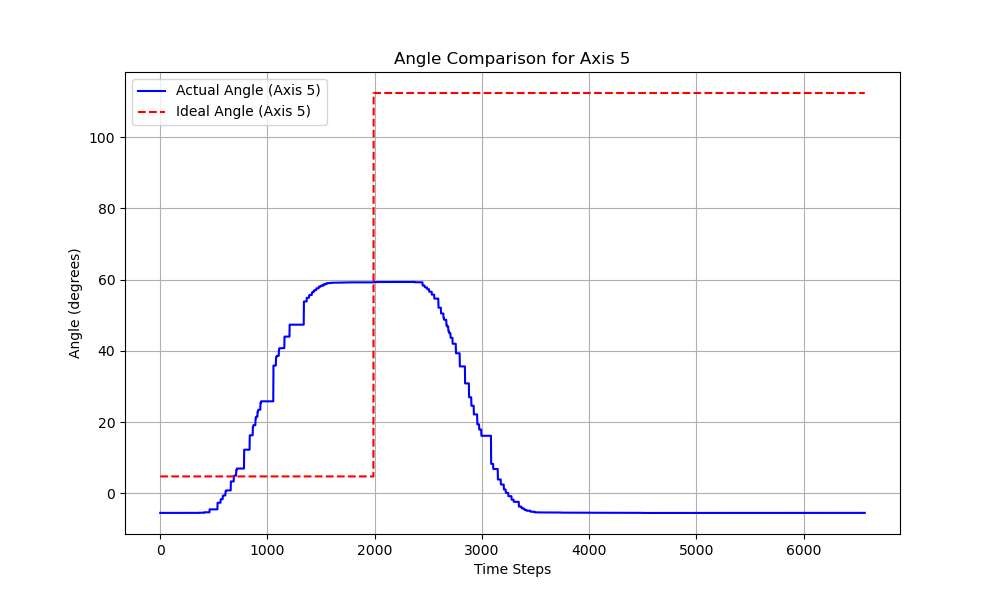 Angle Comparison for Axis 5
Actual Angle (Axis 5)
Ideal Angle (Axis 5)
Angle (degrees)
100
80
60
40
20
0
0 1000 2000 3000 4000 5000 6000
Time Steps